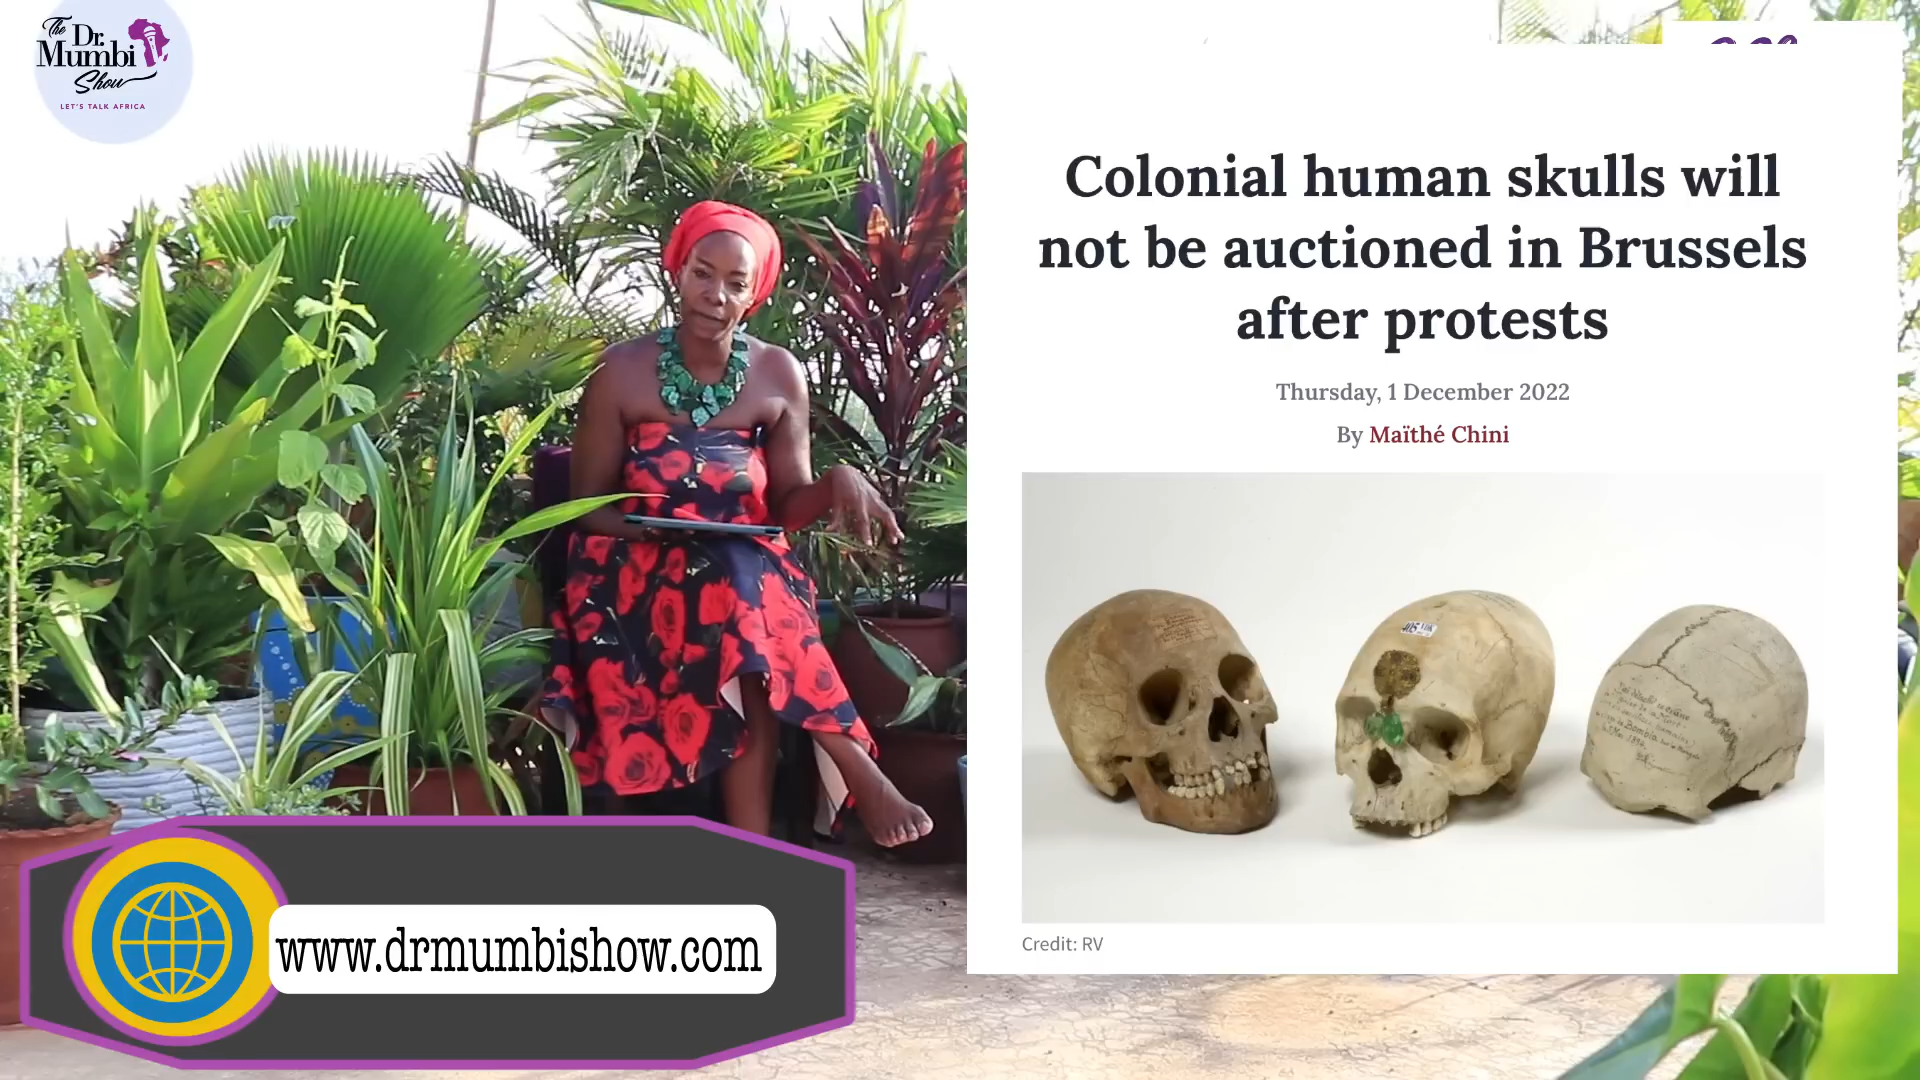 The
Dr.
Mumbi
Show
LET'S TALK AFRICA
Colonial human skulls will
not be auctioned in Brussels
after protests
Thursday, 1 December 2022
By Maïthé Chini
Credit: RV
www.drmumbishow.com